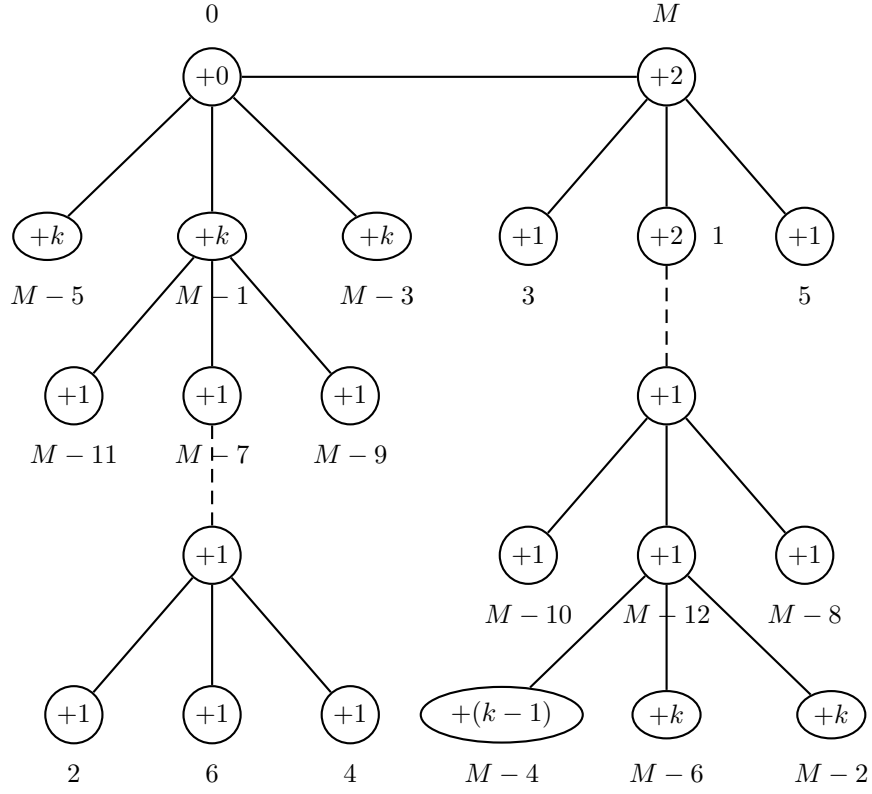 0 M
+0 +2
+k +k +k +1 +2 1 +1
M − 5 M − 1 M − 3 3 5
+1 +1 +1 +1
M − 11 M − 7 M − 9
+1 +1 +1 +1
M − 10 M − 12 M − 8
+1 +1 +1 +(k − 1) +k +k
2 6 4 M − 4 M − 6 M − 2